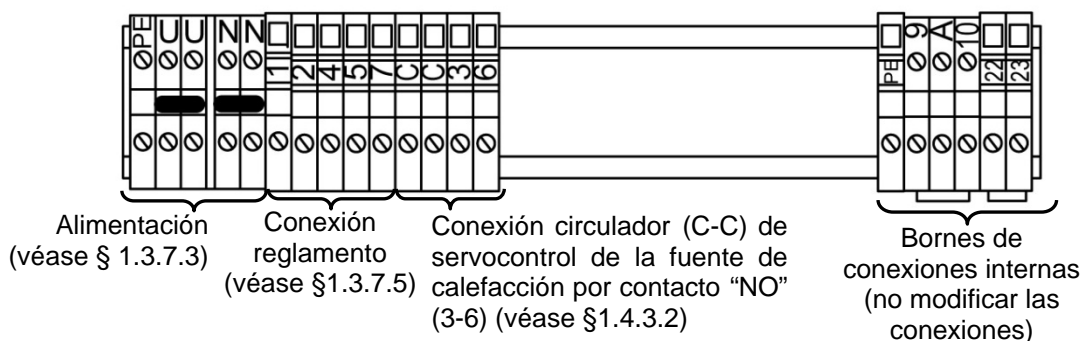 PE U U N N 1 2 4 5 7 C C 3 6 PE 9 A 10 22 23
Alimentación
(véase § 1.3.7.3)
Conexión
reglamento
(véase §1.3.7.5)
Conexión circulador (C-C) de
servocontrol de la fuente de
calefacción por contacto “NO”
(3-6) (véase §1.4.3.2)
Bornes de
conexiones internas
(no modificar las
conexiones)